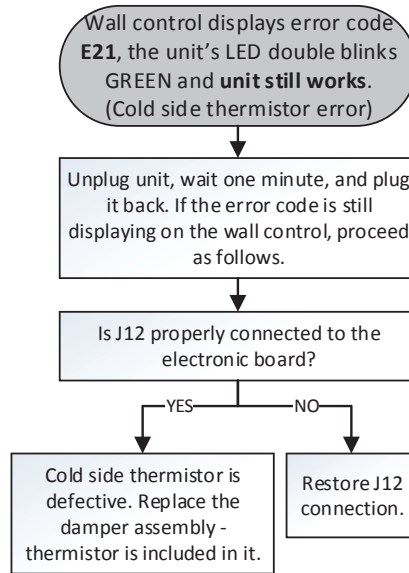 Wall control displays error code
E21, the unit’s LED double blinks
GREEN and unit still works.
(Cold side thermistor error)
Unplug unit, wait one minute, and plug
it back. If the error code is still
displaying on the wall control, proceed
as follows.
Is J12 properly connected to the
electronic board?
YES
NO
Cold side thermistor is
defective. Replace the
damper assembly -
thermistor is included in it.
Restore J12
connection.